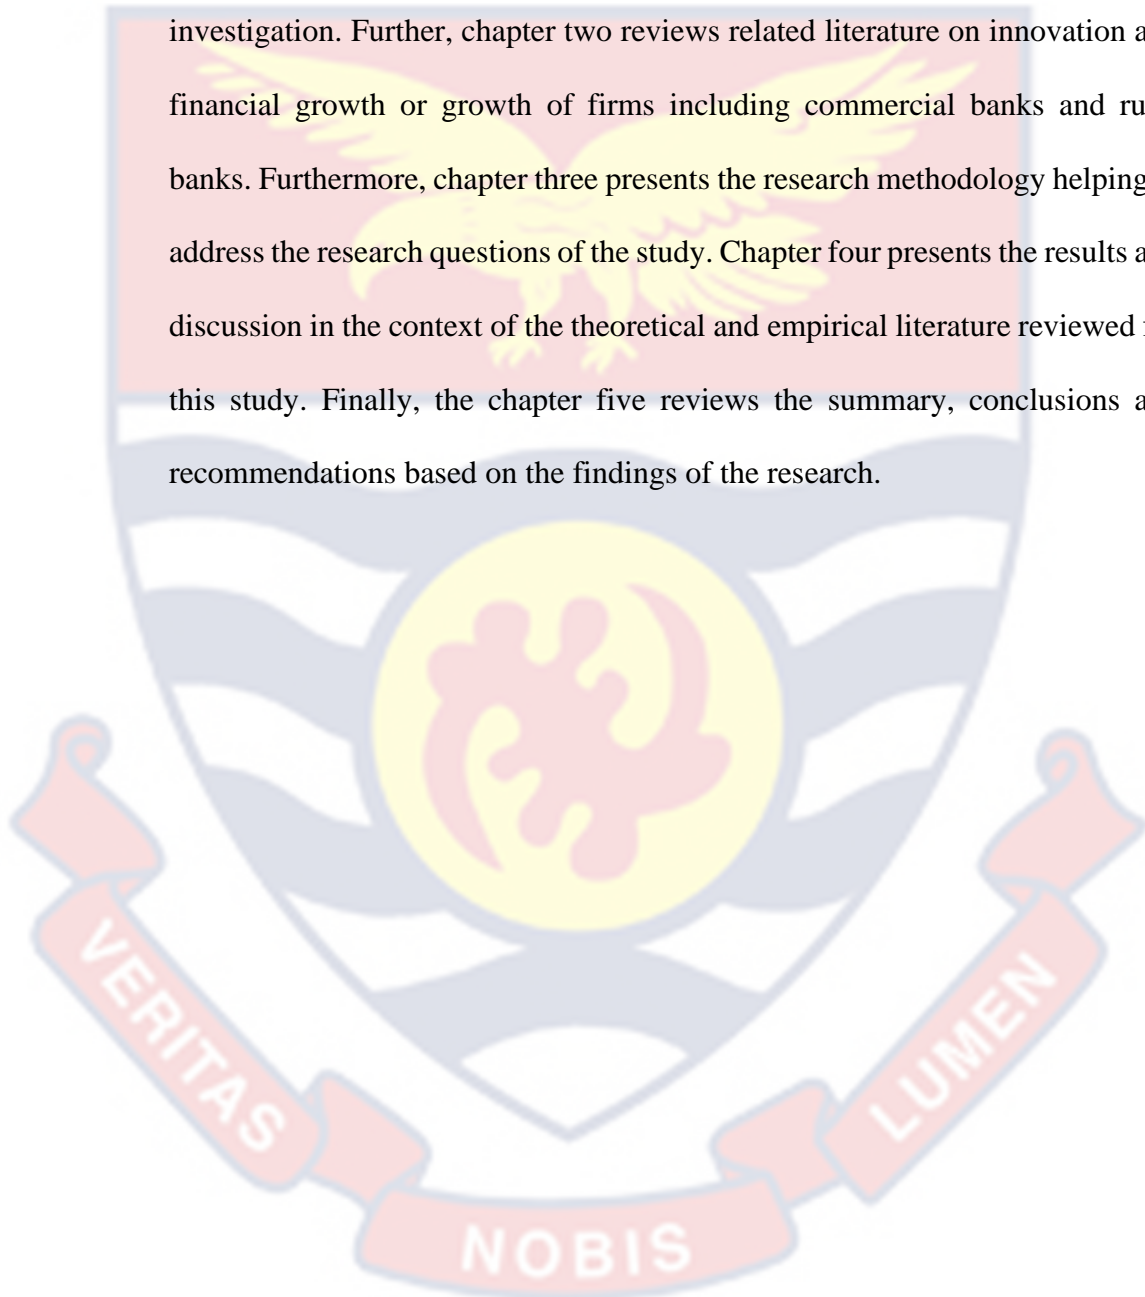 investigation. Further, chapter two reviews related literature on innovation a
financial growth or growth of firms including commercial banks and ru
banks. Furthermore, chapter three presents the research methodology helping
address the research questions of the study. Chapter four presents the results a
discussion in the context of the theoretical and empirical literature reviewed
this study. Finally, the chapter five reviews the summary, conclusions a
recommendations based on the findings of the research.
VERITAS
NOBIS
LUMEN